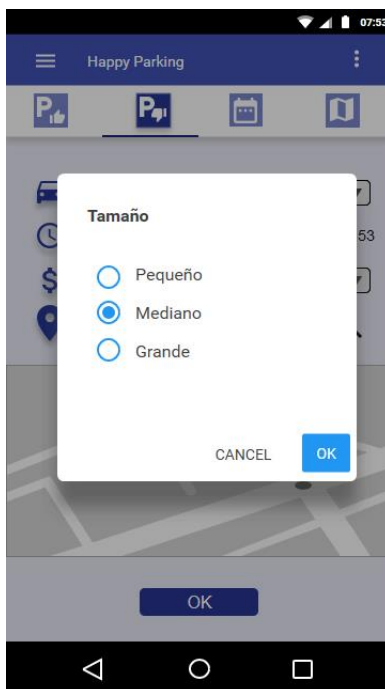 07:53
Happy Parking
P
P
53
$
Tamaño
Pequeño
Mediano
Grande
CANCEL
OK
OK